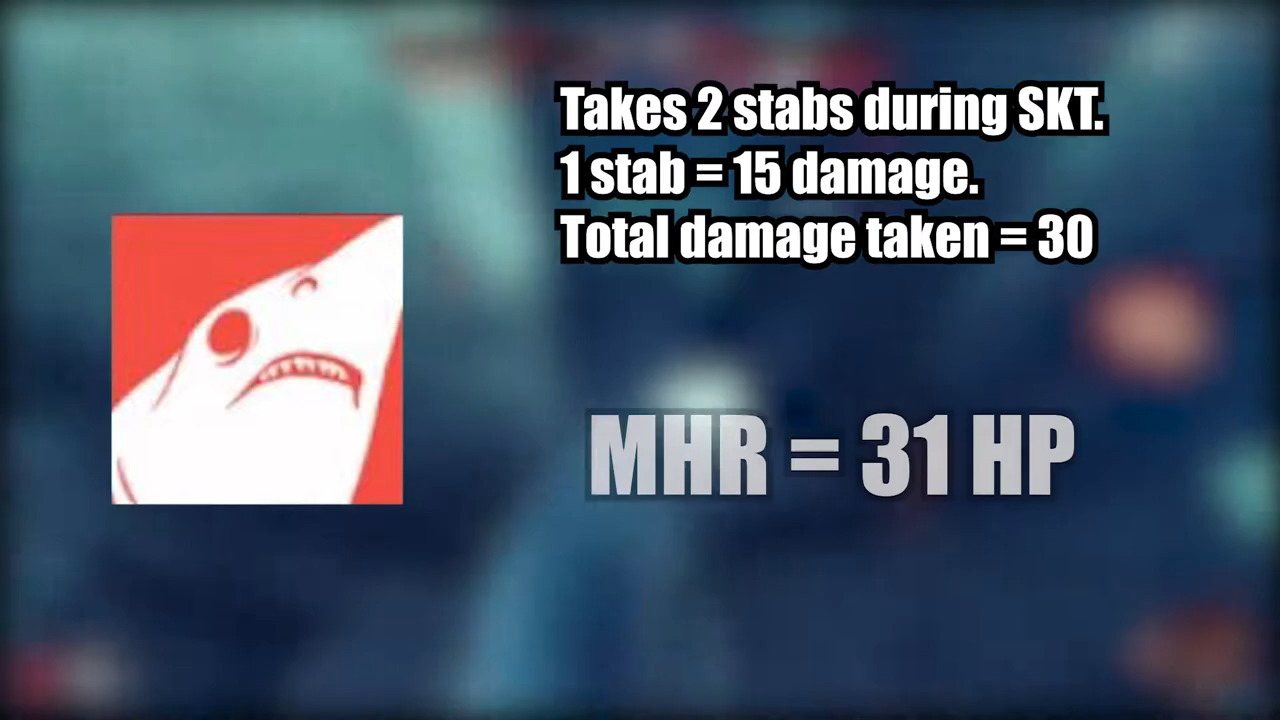 Takes 2 stabs during SKT.
1 stab = 15 damage.
Total damage taken = 30
MHR = 31 HP